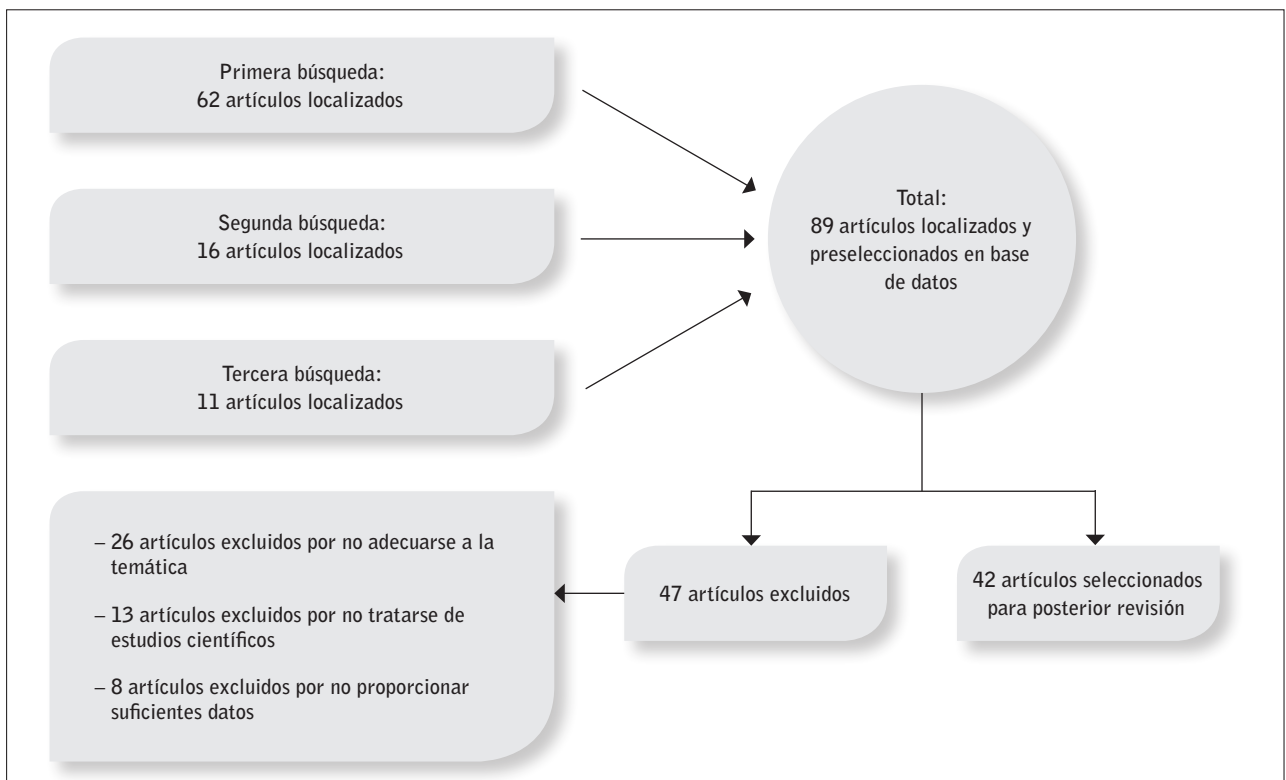 Primera búsqueda:
62 artículos localizados
Segunda búsqueda:
16 artículos localizados
Tercera búsqueda:
11 artículos localizados
Total:
89 artículos localizados y
preseleccionados en base
de datos
– 26 artículos excluidos por no adecuarse a la
temática
– 13 artículos excluidos por no tratarse de
estudios científicos
– 8 artículos excluidos por no proporcionar
suficientes datos
47 artículos excluidos
42 artículos seleccionados
para posterior revisión